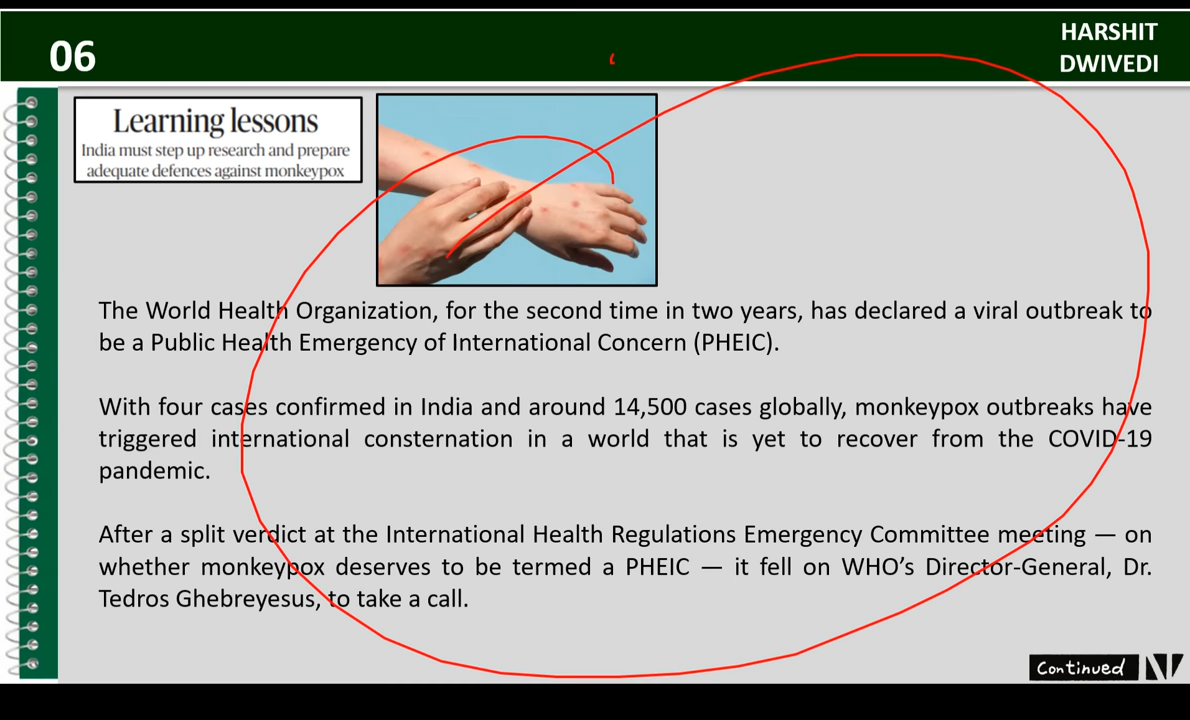 06
HARSHIT
DWIVEDI
Learning lessons
India must step up research and prepare
adequate defences against monkeypox
The World Health Organization, for the second time in two years, has declared a viral outbreak to
be a Public Health Emergency of International Concern (PHEIC).
With four cases confirmed in India and around 14,500 cases globally, monkeypox outbreaks have
triggered international consternation in a world that is yet to recover from the COVID-19
pandemic.
After a split verdict at the International Health Regulations Emergency Committee meeting — on
whether monkeypox deserves to be termed a PHEIC — it fell on WHO’s Director-General, Dr.
Tedros Ghebreyesus, to take a call.
Continued